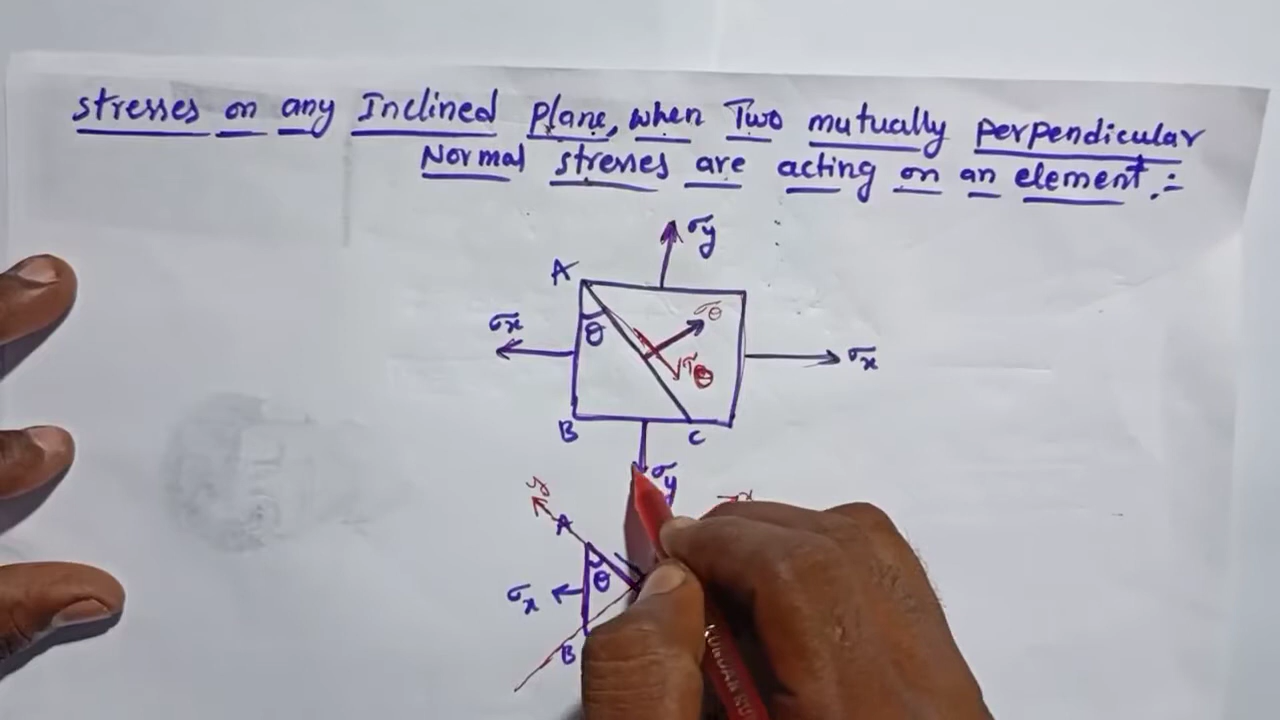 stresses on any Inclined plane, when Two mutually perpendicular
Normal stresses are acting on an element :-
σy
A
σθ
σx
θ
σx
B
C
σy
y
x
A
θ
σx
B